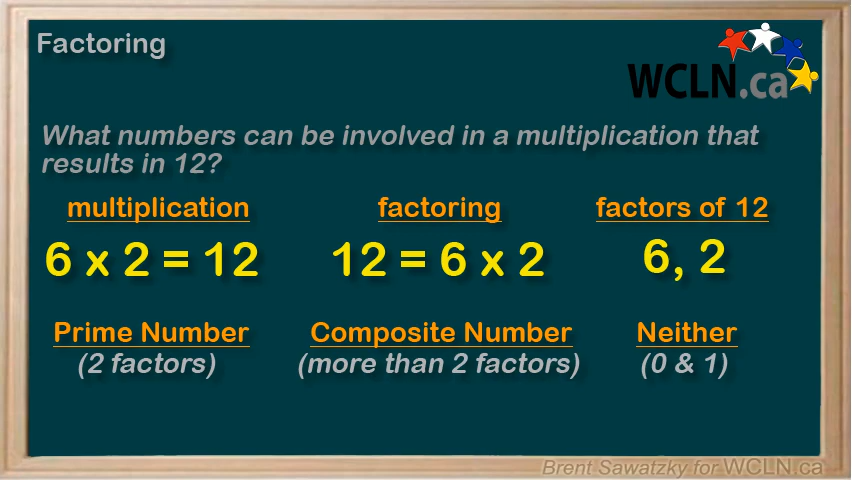 Factoring
WCLN.ca
What numbers can be involved in a multiplication that
results in 12?
multiplication factoring factors of 12
6 x 2 = 12 12 = 6 x 2 6, 2
Prime Number Composite Number Neither
(2 factors) (more than 2 factors) (0 & 1)
Brent Sawatzky for WCLN.ca